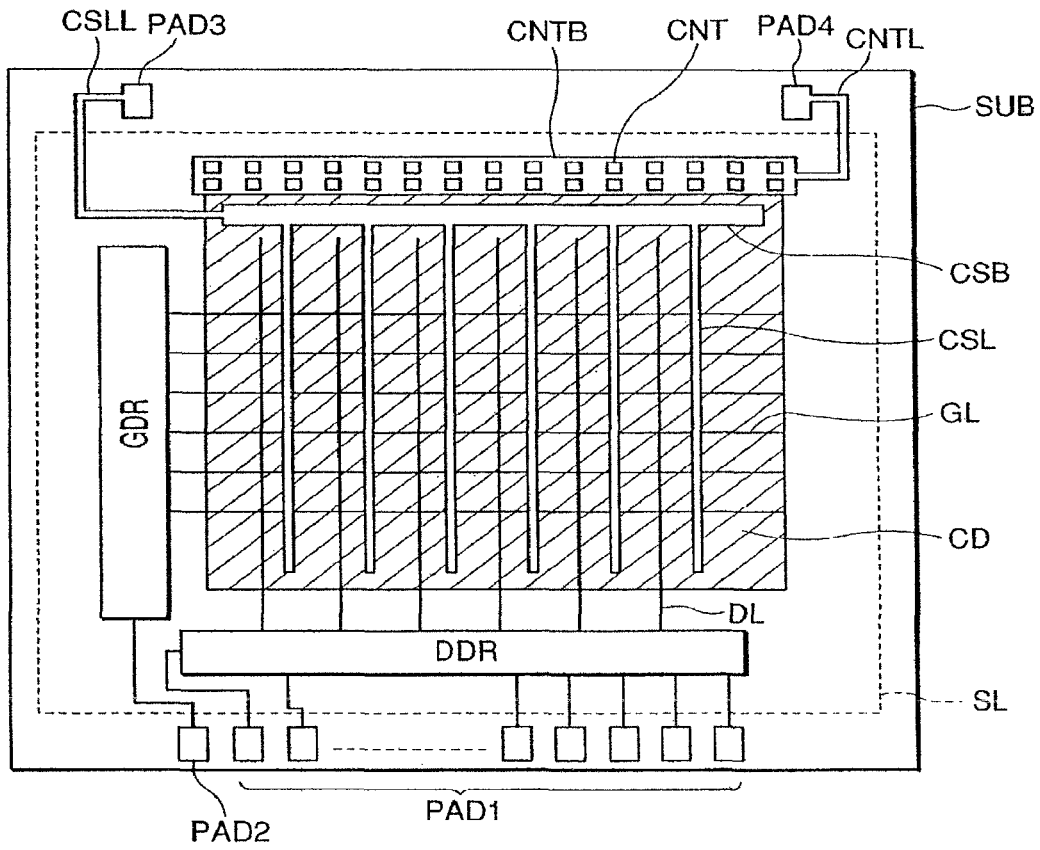 CSLL PAD3 CNTB CNT PAD4 CNTL
SUB
CSB
CSL
GL
CD
GDR
DL
DDR
SL
PAD1
PAD2